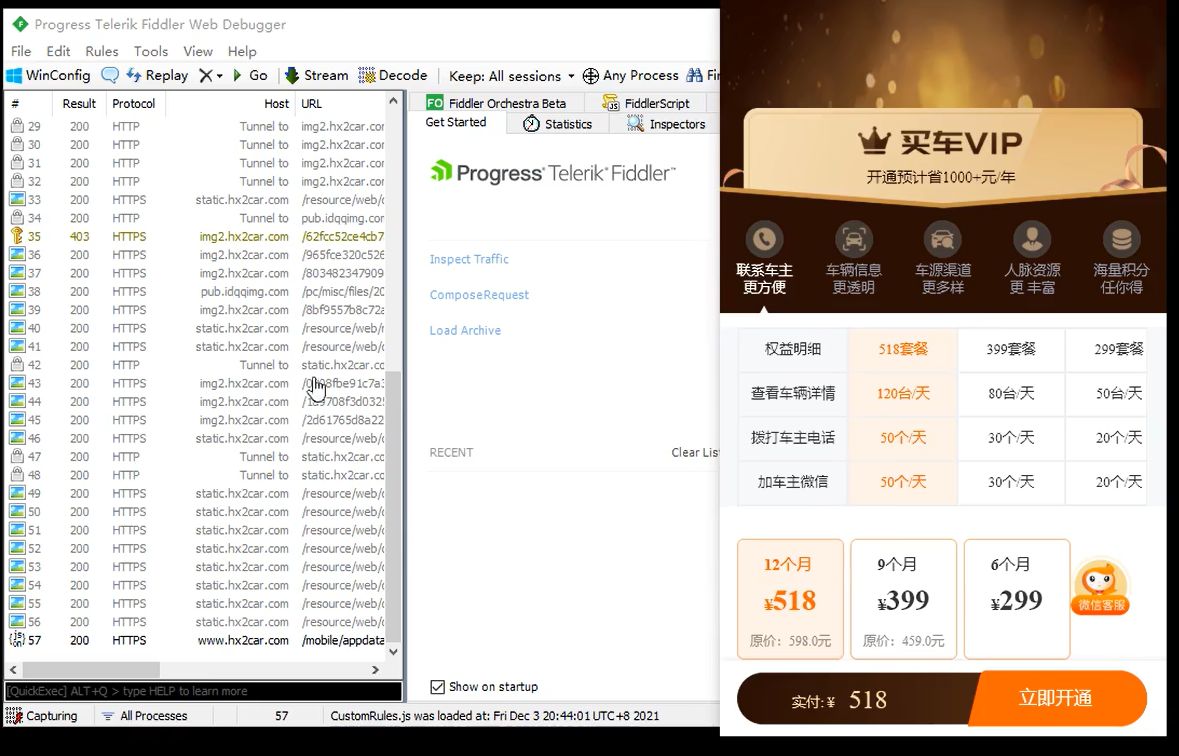 Progress Telerik Fiddler Web Debugger
File Edit Rules Tools View Help
WinConfig Replay Go Stream Decode Keep: All sessions Any Process
# Result Protocol Host URL
29 200 HTTP Tunnel to img2.hx2car.cor
30 200 HTTP Tunnel to img2.hx2car.cor
31 200 HTTP Tunnel to img2.hx2car.cor
32 200 HTTP Tunnel to img2.hx2car.cor
33 200 HTTPS static.hx2car.com /resource/web/c
34 200 HTTP Tunnel to pub.idqqimg.cor
35 403 HTTPS img2.hx2car.com /62fcc52ce4cb7
36 200 HTTPS img2.hx2car.com /965fce320c526
37 200 HTTPS img2.hx2car.com /803482347909
38 200 HTTPS pub.idqqimg.com /pc/misc/files/20
39 200 HTTPS img2.hx2car.com /8bf9557b8c72a
40 200 HTTPS static.hx2car.com /resource/web/r
41 200 HTTPS static.hx2car.com /resource/web/r
42 200 HTTP Tunnel to static.hx2car.cc
43 200 HTTPS img2.hx2car.com
44 200 HTTPS img2.hx2car.com
45 200 HTTPS img2.hx2car.com /2d61765d8a22
46 200 HTTPS static.hx2car.com /resource/web/c
47 200 HTTP Tunnel to static.hx2car.cc
48 200 HTTP Tunnel to static.hx2car.cc
49 200 HTTPS static.hx2car.com /resource/web/c
50 200 HTTPS static.hx2car.com /resource/web/c
51 200 HTTPS static.hx2car.com /resource/web/c
52 200 HTTPS static.hx2car.com /resource/web/c
53 200 HTTPS static.hx2car.com /resource/web/c
54 200 HTTPS static.hx2car.com /resource/web/c
55 200 HTTPS static.hx2car.com /resource/web/c
56 200 HTTPS static.hx2car.com /resource/web/c
57 200 HTTPS www.hx2car.com /mobile/appdata
[QuickExec] ALT+Q > type HELP to learn more
Capturing All Processes 57 CustomRules.js was loaded at: Fri Dec 3 20:44:01 UTC+8 2021
FO Fiddler Orchestra Beta FiddlerScript
Get Started Statistics Inspectors
Progress® Telerik® Fiddler™
Inspect Traffic
Compose Request
Load Archive
RECENT Clear List
Show on startup
买车VIP
开通预计省1000+元/年
联系车主 车辆信息 车源渠道 人脉资源 海量积分
更方便 更透明 更多样 更 丰富 任你得
权益明细 518套餐 399套餐 299套餐
查看车辆详情 120台/天 80台/天 50台/天
拨打车主电话 50个/天 30个/天 20个/天
加车主微信 50个/天 30个/天 20个/天
12个月 9个月 6个月
¥518 ¥399 ¥299
原价：598.0元 原价：459.0元
微信客服
实付:¥ 518 立即开通